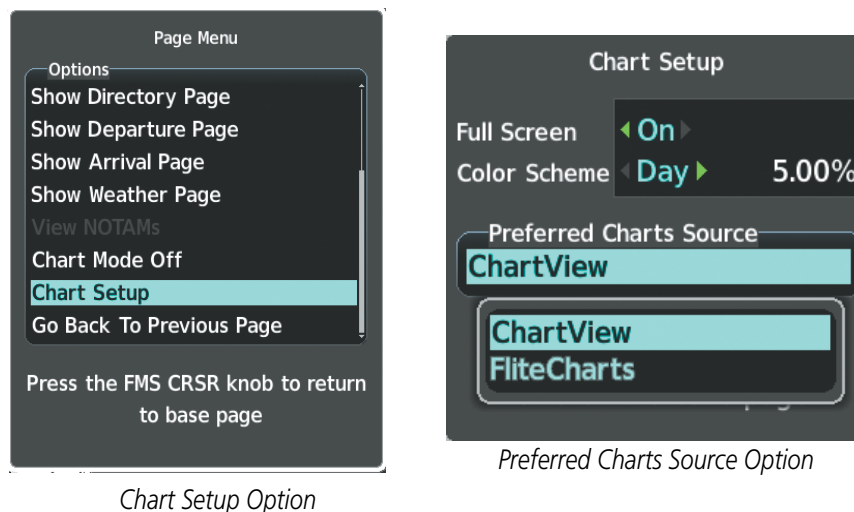 Page Menu
Options
Show Directory Page
Show Departure Page
Show Arrival Page
Show Weather Page
View NOTAMs
Chart Mode Off
Chart Setup
Go Back To Previous Page
Press the FMS CRSR knob to return
to base page
Chart Setup Option
Chart Setup
Full Screen On
Color Scheme Day 5.00%
Preferred Charts Source
ChartView
ChartView
FliteCharts
Preferred Charts Source Option